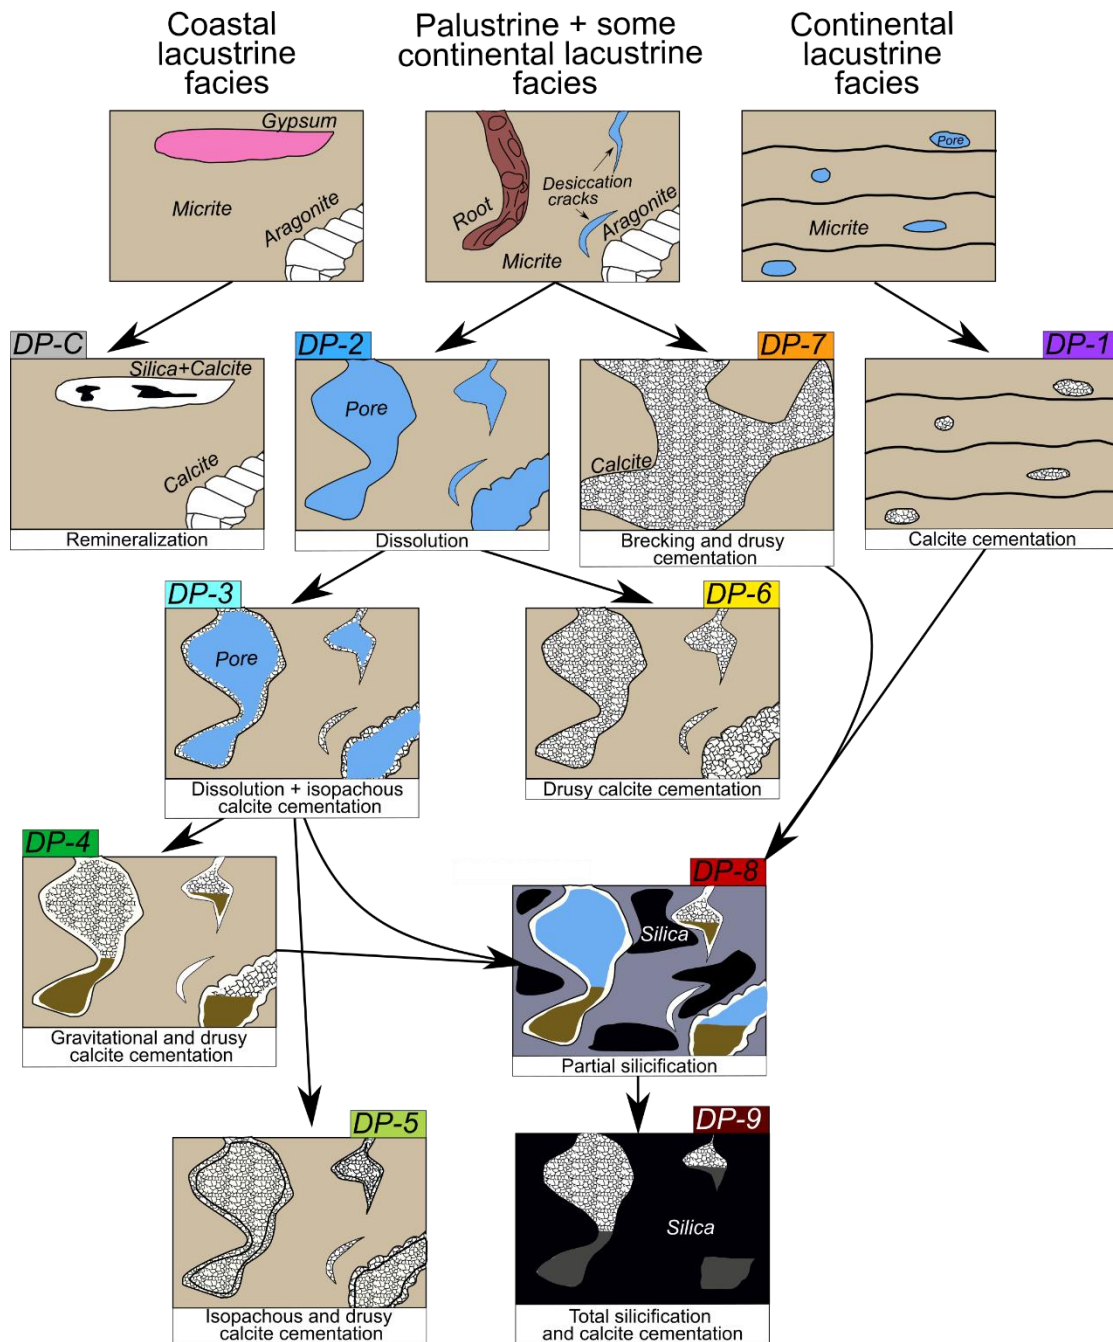 Coastal
lacustrine
facies
Palustrine + some
continental lacustrine
facies
Continental
lacustrine
facies
Gypsum
Micrite
Aragonite
Root
Desiccation
cracks
Aragonite
Micrite
Pore
Micrite
DP-C
Silica+Calcite
Calcite
Remineralization
DP-2
Pore
Dissolution
DP-7
Calcite
Brecking and drusy
cementation
DP-1
Calcite cementation
DP-3
Pore
Dissolution + isopachous
calcite cementation
DP-6
Drusy calcite cementation
DP-4
Gravitational and drusy
calcite cementation
DP-8
Silica
Partial silicification
DP-5
Isopachous and drusy
calcite cementation
DP-9
Silica
Total silicification
and calcite cementation